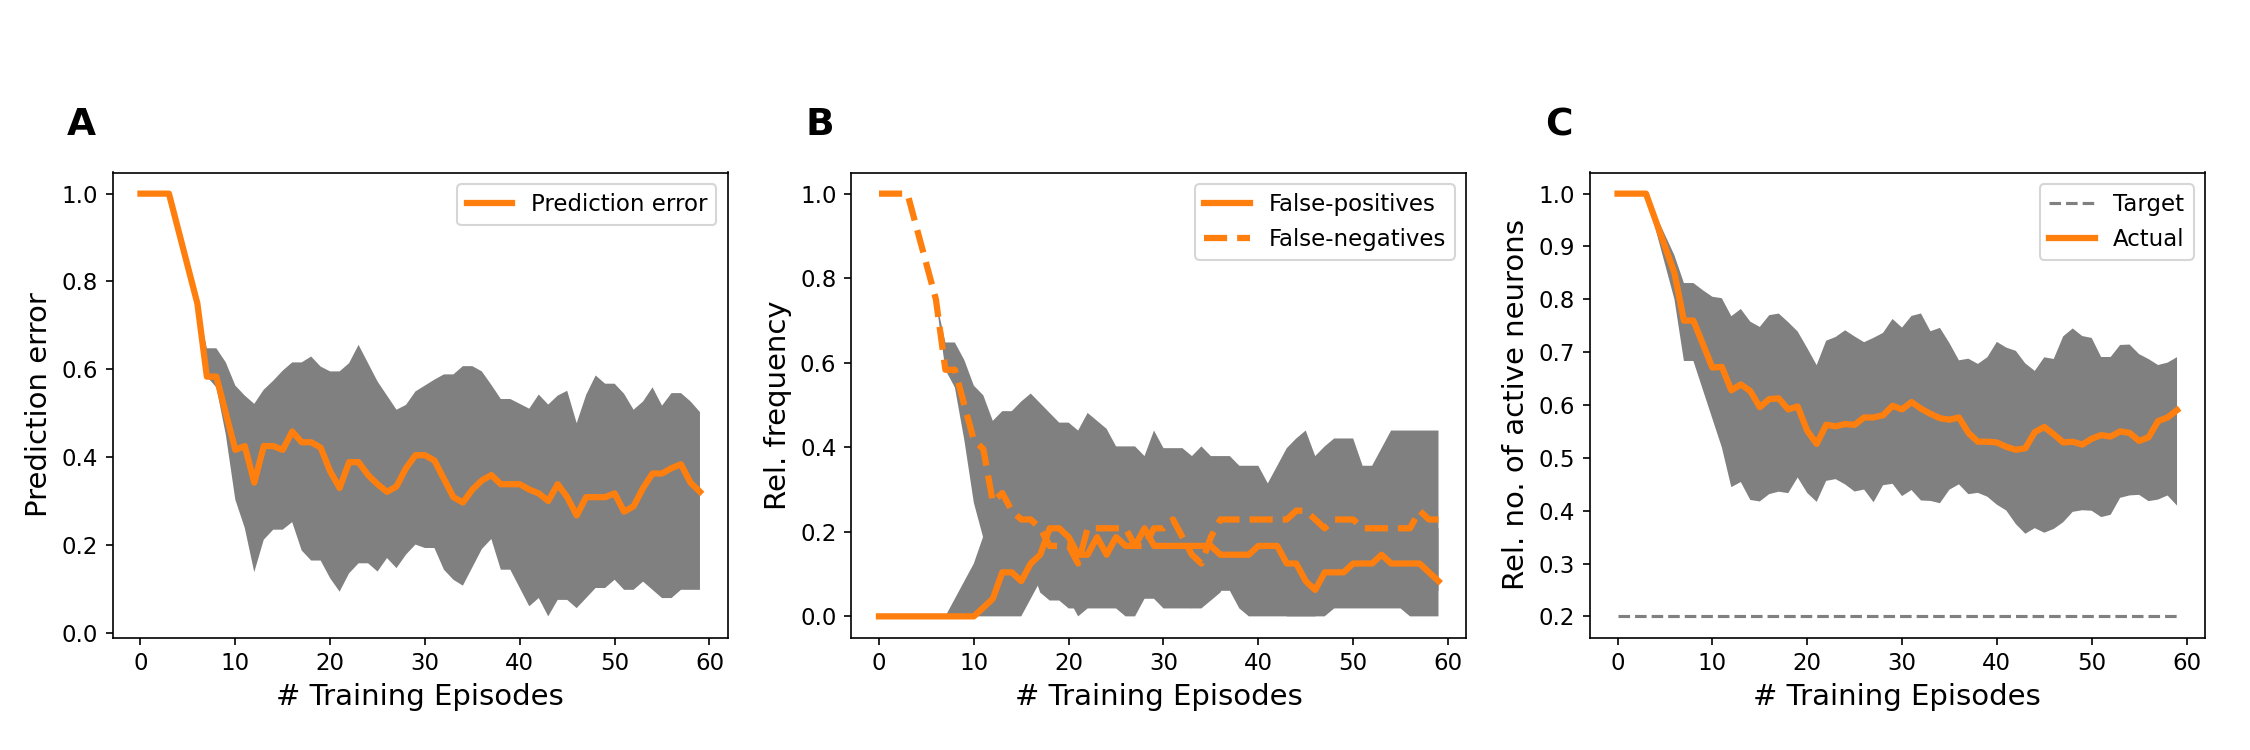 A
B
C
Prediction error
1.0
0.8
0.6
0.4
0.2
0.0
0 10 20 30 40 50 60
# Training Episodes
Prediction error
Rel. frequency
1.0
0.8
0.6
0.4
0.2
0.0
0 10 20 30 40 50 60
# Training Episodes
False-positives
False-negatives
Rel. no. of active neurons
1.0
0.9
0.8
0.7
0.6
0.5
0.4
0.3
0.2
0 10 20 30 40 50 60
# Training Episodes
Target
Actual